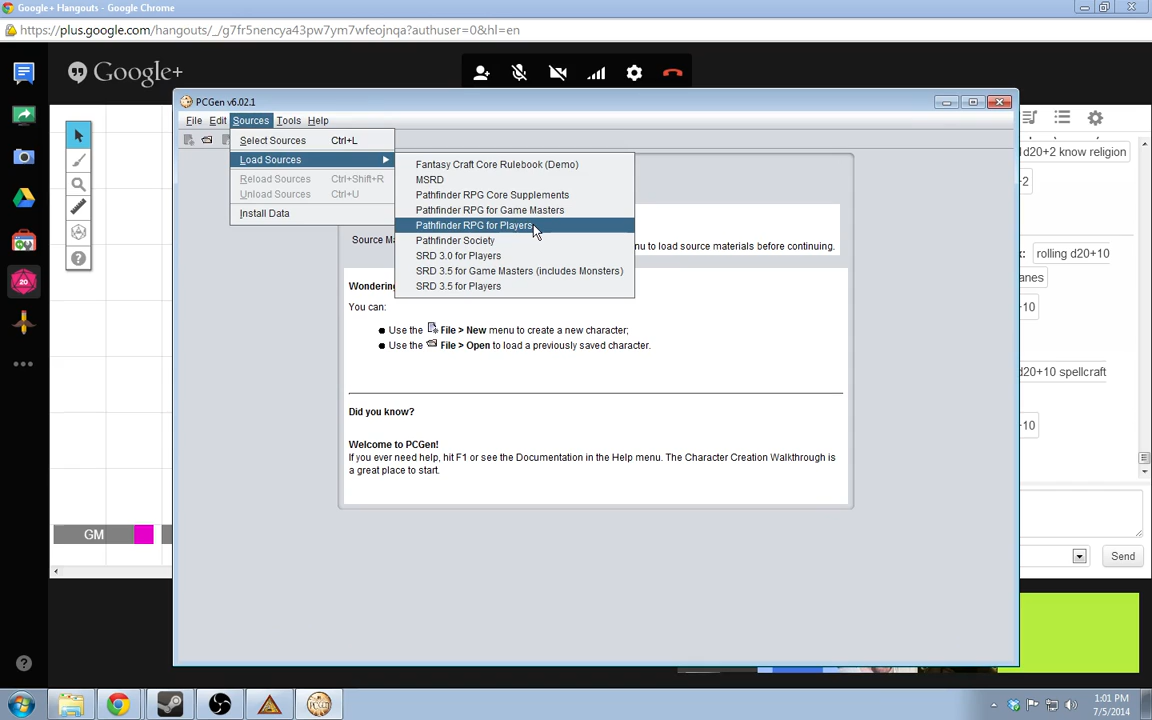 Google+ Hangouts - Google Chrome
https://plus.google.com/hangouts/_/g7fr5nencya43pw7ym7wfeojnqa?authuser=0&hl=en
Google+
PCGen v6.02.1
File Edit Sources Tools Help
Select Sources Ctrl+L
Load Sources
Reload Sources Ctrl+Shift+R
Unload Sources Ctrl+U
Install Data
Fantasy Craft Core Rulebook (Demo)
MSRD
Pathfinder RPG Core Supplements
Pathfinder RPG for Game Masters
Pathfinder RPG for Players
Pathfinder Society
SRD 3.0 for Players
SRD 3.5 for Game Masters (includes Monsters)
SRD 3.5 for Players
Source Ma
nu to load source materials before continuing.
Wondering
You can:
Use the File > New menu to create a new character;
Use the File > Open to load a previously saved character.
Did you know?
Welcome to PCGen!
If you ever need help, hit F1 or see the Documentation in the Help menu. The Character Creation Walkthrough is
a great place to start.
1d20+2 know religion
rolling d20+10
+10
d20+10 spellcraft
+10
GM
Send
1:01 PM
7/5/2014